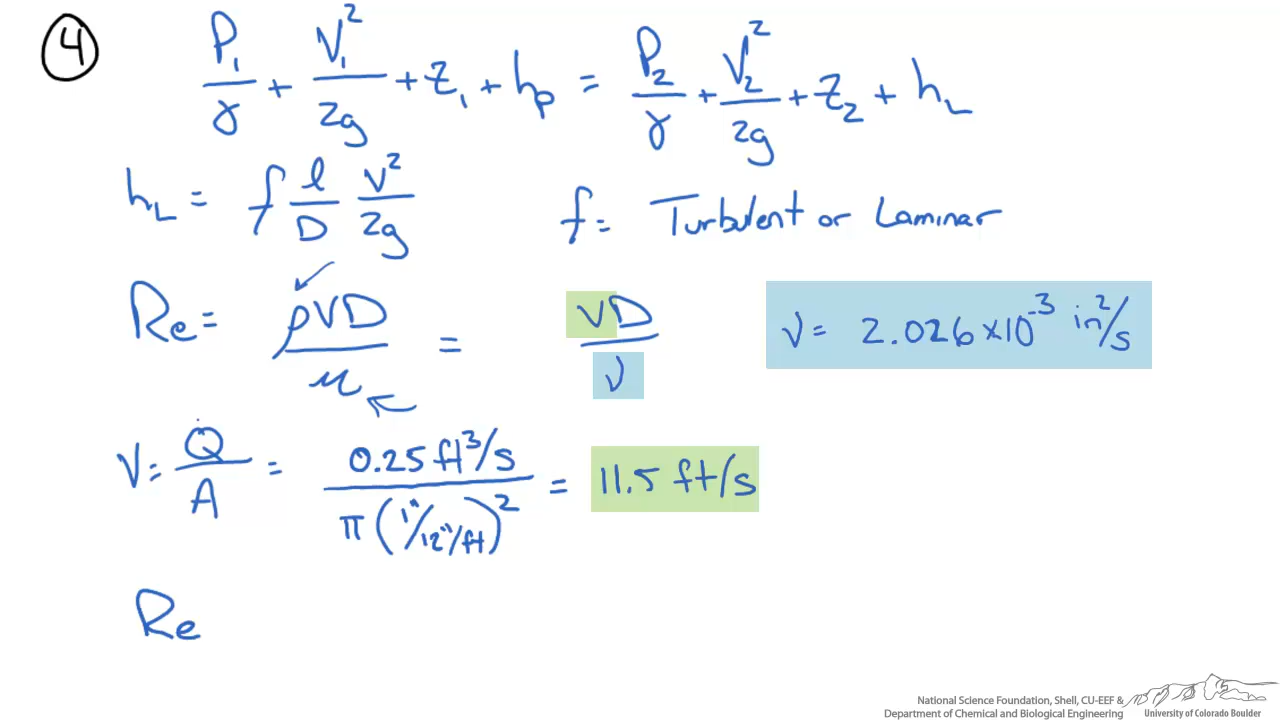 4
P₁/γ + V₁²/2g + z₁ + hp = P₂/γ + V₂²/2g + z₂ + hL
hL = f l/D V²/2g    f = Turbulent or Laminar
Re = ρVD/μ = VD/ν    ν = 2.026×10⁻³ in²/s
V = Q/A = 0.25 ft³/s / π(1"/12"/ft)² = 11.5 ft/s
Re
National Science Foundation, Shell, CU-EEF &
Department of Chemical and Biological Engineering
University of Colorado Boulder